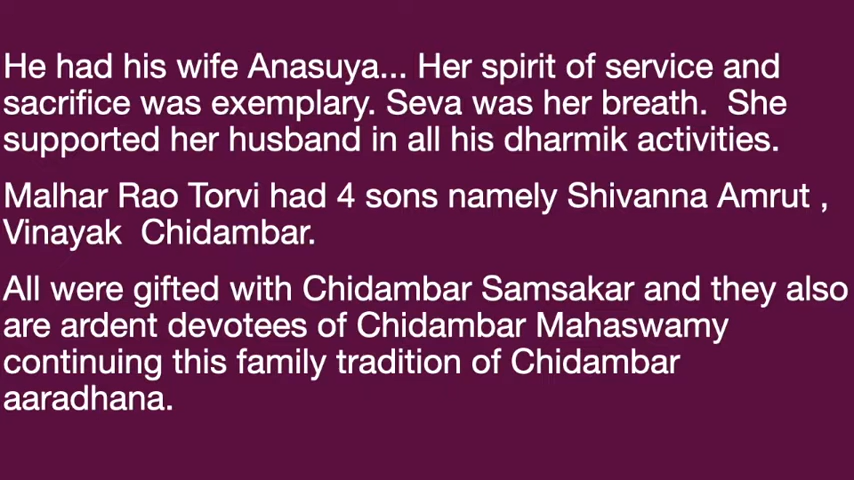 He had his wife Anasuya... Her spirit of service and
sacrifice was exemplary. Seva was her breath.  She
supported her husband in all his dharmik activities.
Malhar Rao Torvi had 4 sons namely Shivanna Amrut ,
Vinayak  Chidambar.
All were gifted with Chidambar Samsakar and they also
are ardent devotees of Chidambar Mahaswamy
continuing this family tradition of Chidambar
aaradhana.